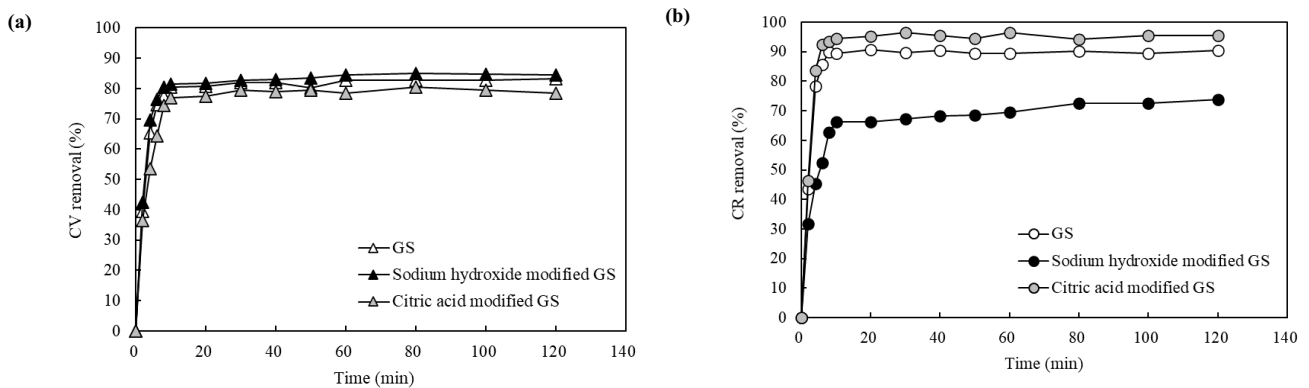 (a)
100
90
80
70
60
50
40
30
20
10
0
CV removal (%)
GS
Sodium hydroxide modified GS
Citric acid modified GS
0 20 40 60 80 100 120 140
Time (min)
(b)
100
90
80
70
60
50
40
30
20
10
0
CR removal (%)
GS
Sodium hydroxide modified GS
Citric acid modified GS
0 20 40 60 80 100 120 140
Time (min)